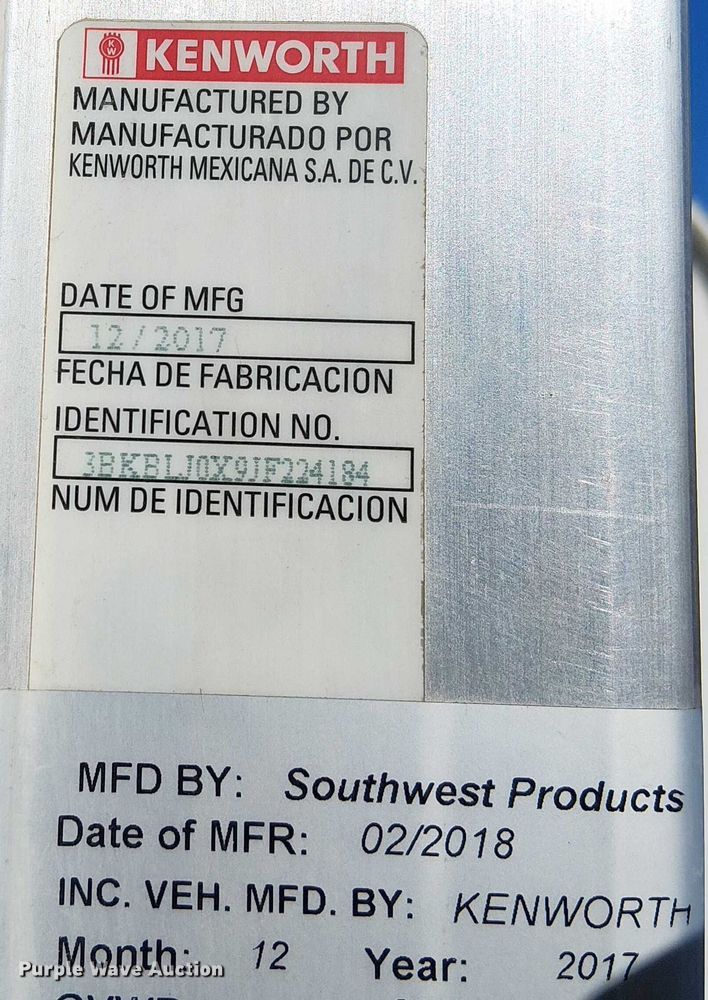 KW KENWORTH
MANUFACTURED BY
MANUFACTURADO POR
KENWORTH MEXICANA S.A. DE C.V.
DATE OF MFG
12/2017
FECHA DE FABRICACION
IDENTIFICATION NO.
3BKBLJ0X9JF224184
NUM DE IDENTIFICACION
MFD BY: Southwest Products
Date of MFR: 02/2018
INC. VEH. MFD. BY: KENWORTH
Month: 12 Year: 2017
Purple Wave Auction